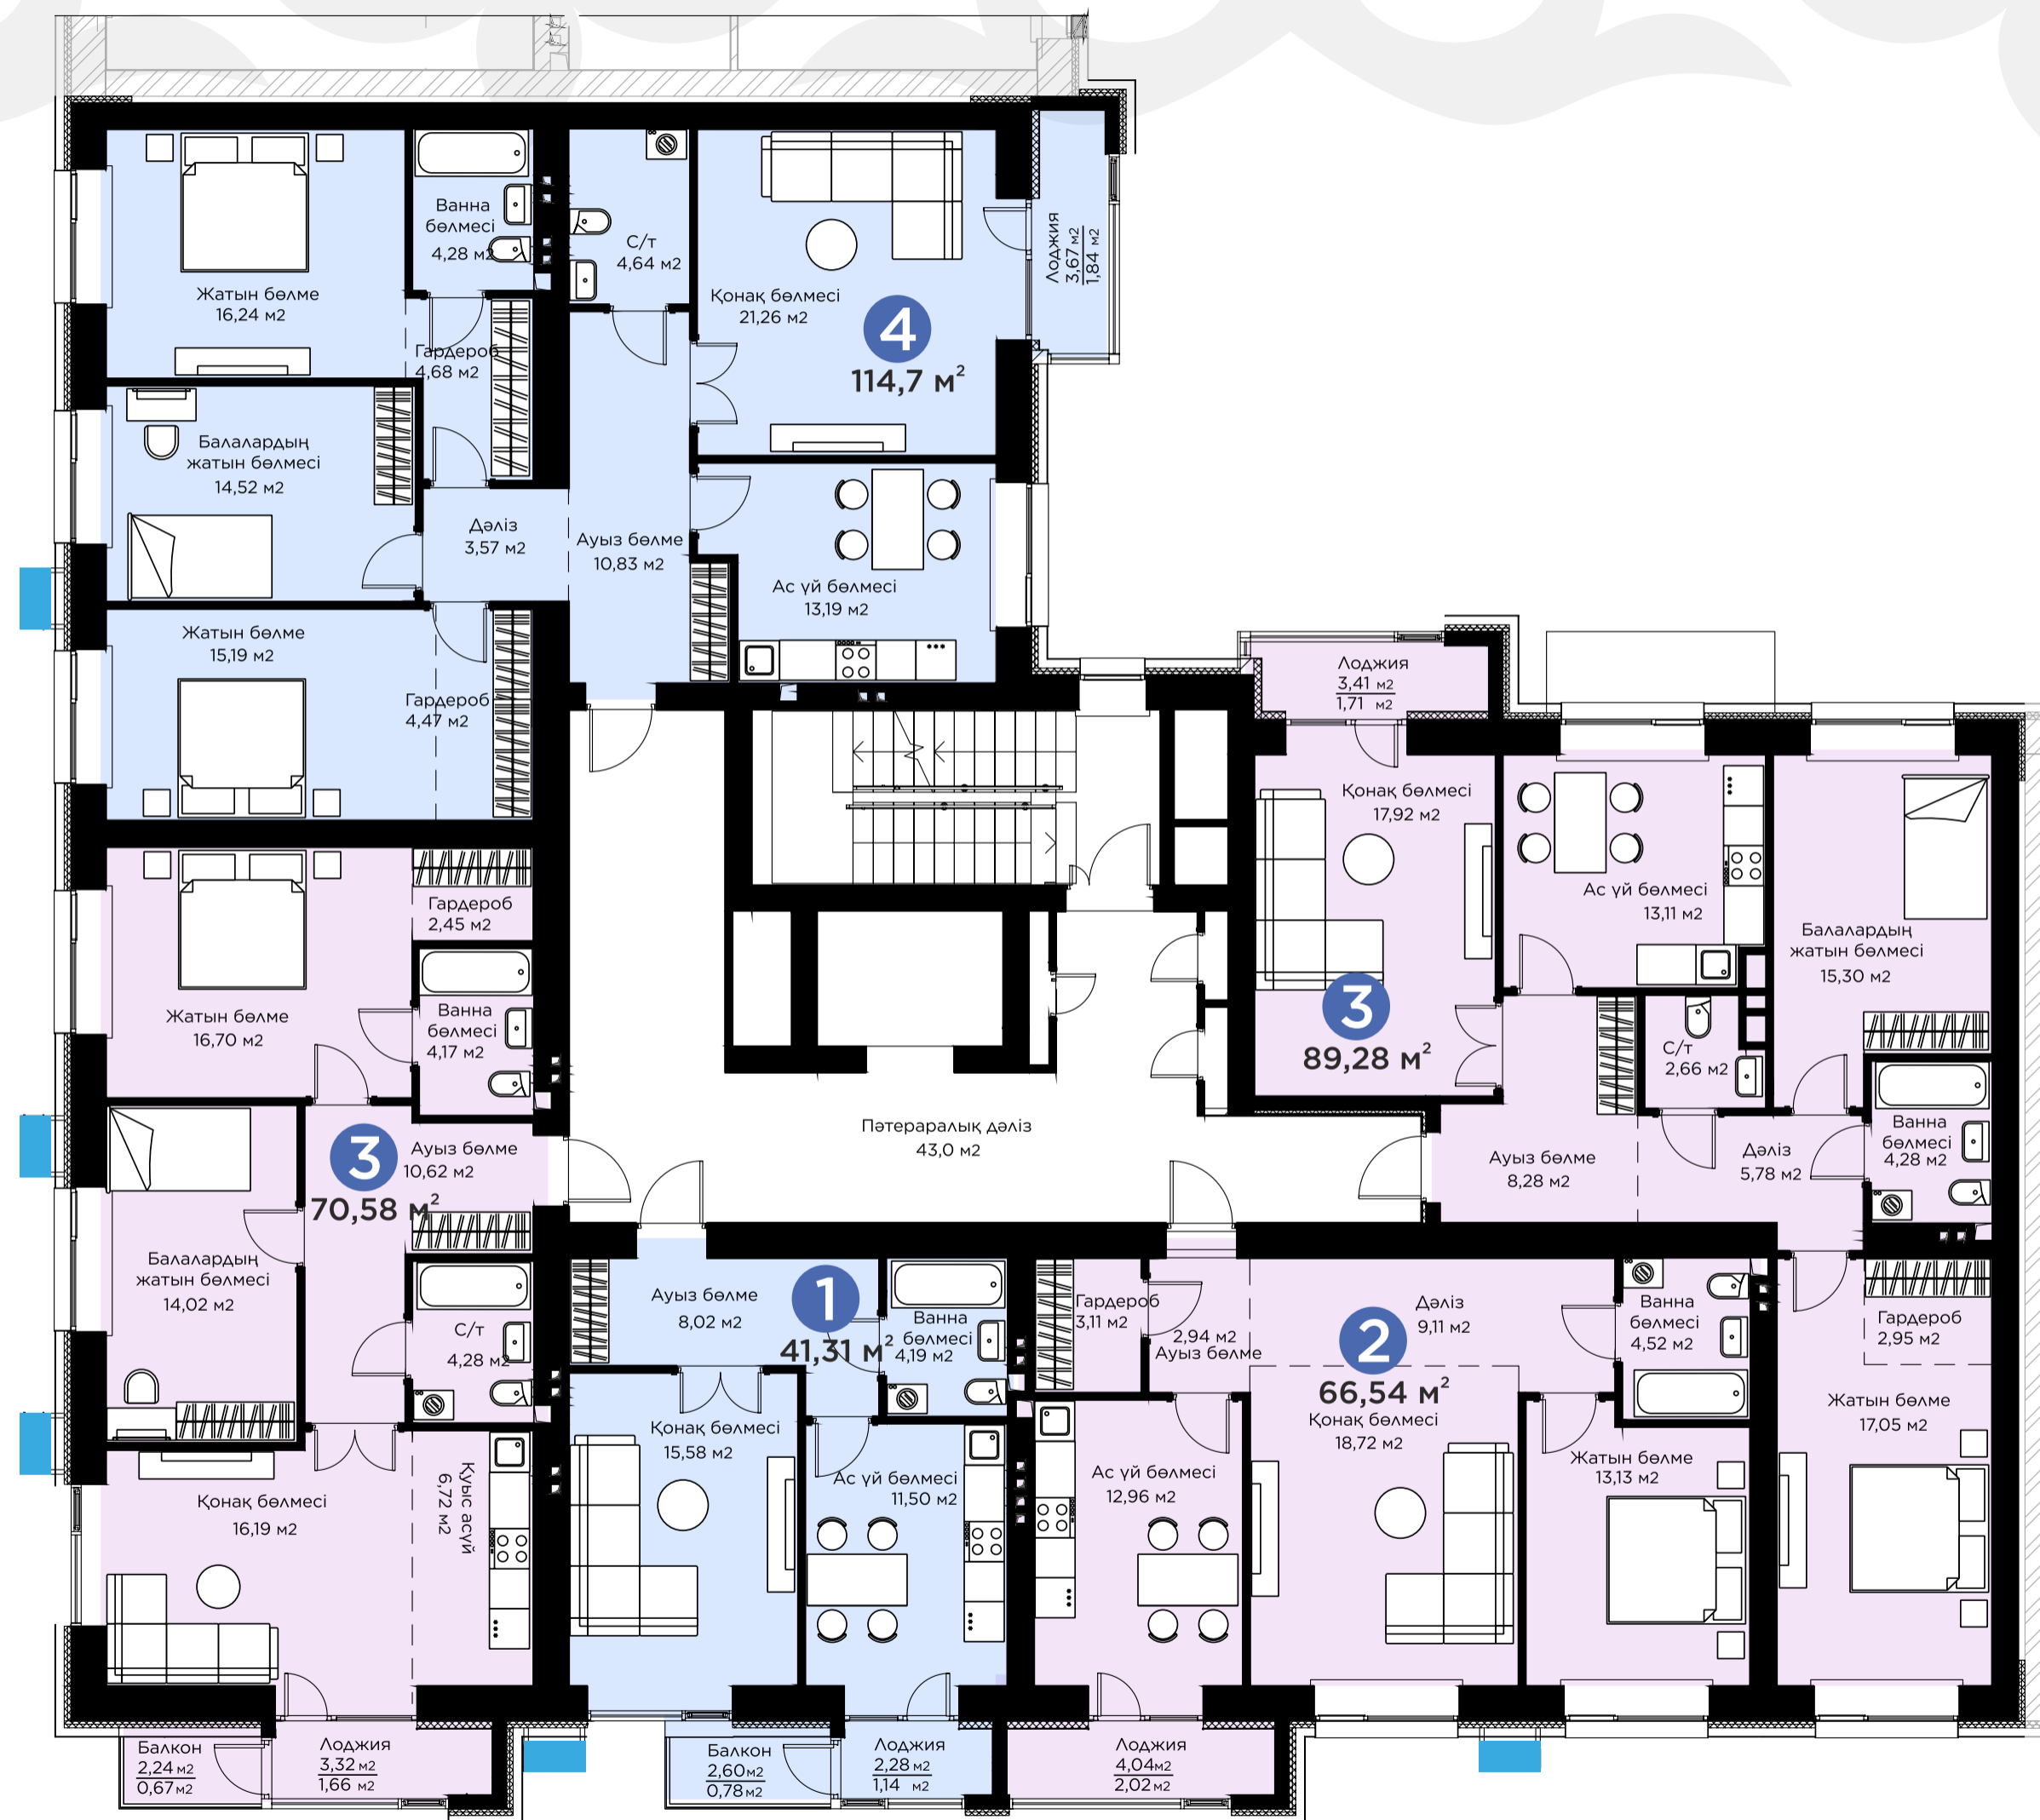 Жатын бөлме
16,24 м2
Ванна
бөлмесі
4,28 м2
С/т
4,64 м2
Қонақ бөлмесі
21,26 м2
4
114,7 м²
Лоджия
3,67 м2
1,84 м2
Гардероб
4,68 м2
Балалардың
жатын бөлмесі
14,52 м2
Дәліз
3,57 м2
Ауыз бөлме
10,83 м2
Ас үй бөлмесі
13,19 м2
Жатын бөлме
15,19 м2
Гардероб
4,47 м2
Лоджия
3,41 м2
1,71 м2
Қонақ бөлмесі
17,92 м2
3
89,28 м²
Ас үй бөлмесі
13,11 м2
Балалардың
жатын бөлмесі
15,30 м2
С/т
2,66 м2
Ванна
бөлмесі
4,28 м2
Ауыз бөлме
8,28 м2
Дәліз
5,78 м2
Гардероб
2,95 м2
Жатын бөлме
17,05 м2
Гардероб
2,45 м2
Жатын бөлме
16,70 м2
Ванна
бөлмесі
4,17 м2
Пәтераралық дәліз
43,0 м2
3
70,58 м²
Ауыз бөлме
10,62 м2
Балалардың
жатын бөлмесі
14,02 м2
С/т
4,28 м2
Қонақ бөлмесі
16,19 м2
Қуыс асүй
6,72 м2
Балкон
2,24 м2
0,67 м2
Лоджия
3,32 м2
1,66 м2
Ауыз бөлме
8,02 м2
1
41,31 м²
Ванна
бөлмесі
4,19 м2
Қонақ бөлмесі
15,58 м2
Ас үй бөлмесі
11,50 м2
Балкон
2,60 м2
0,78 м2
Лоджия
2,28 м2
1,14 м2
Гардероб
3,11 м2
2,94 м2
Ауыз бөлме
Дәліз
9,11 м2
2
66,54 м²
Қонақ бөлмесі
18,72 м2
Ванна
бөлмесі
4,52 м2
Ас үй бөлмесі
12,96 м2
Жатын бөлме
13,13 м2
Лоджия
4,04 м2
2,02 м2